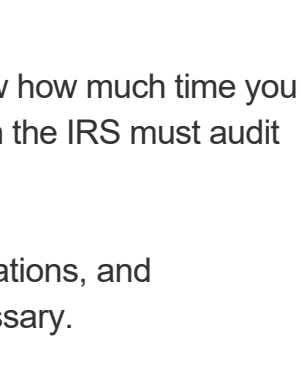 how much time you
the IRS must audit
ations, and
ssary.